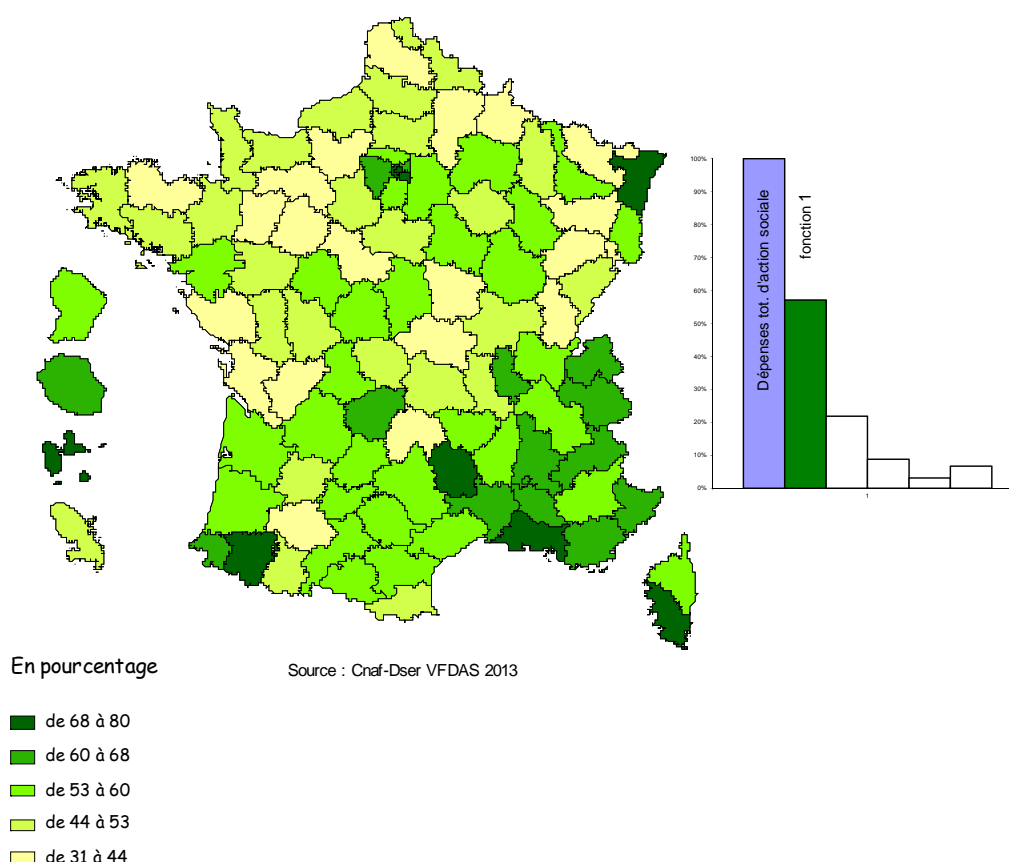 100%
90%
80%
70%
60%
50%
40%
30%
20%
10%
0%
Dépenses tot. d'action sociale
fonction 1
1
En pourcentage
Source : Cnaf-Dser VFDAS 2013
de 68 à 80
de 60 à 68
de 53 à 60
de 44 à 53
de 31 à 44